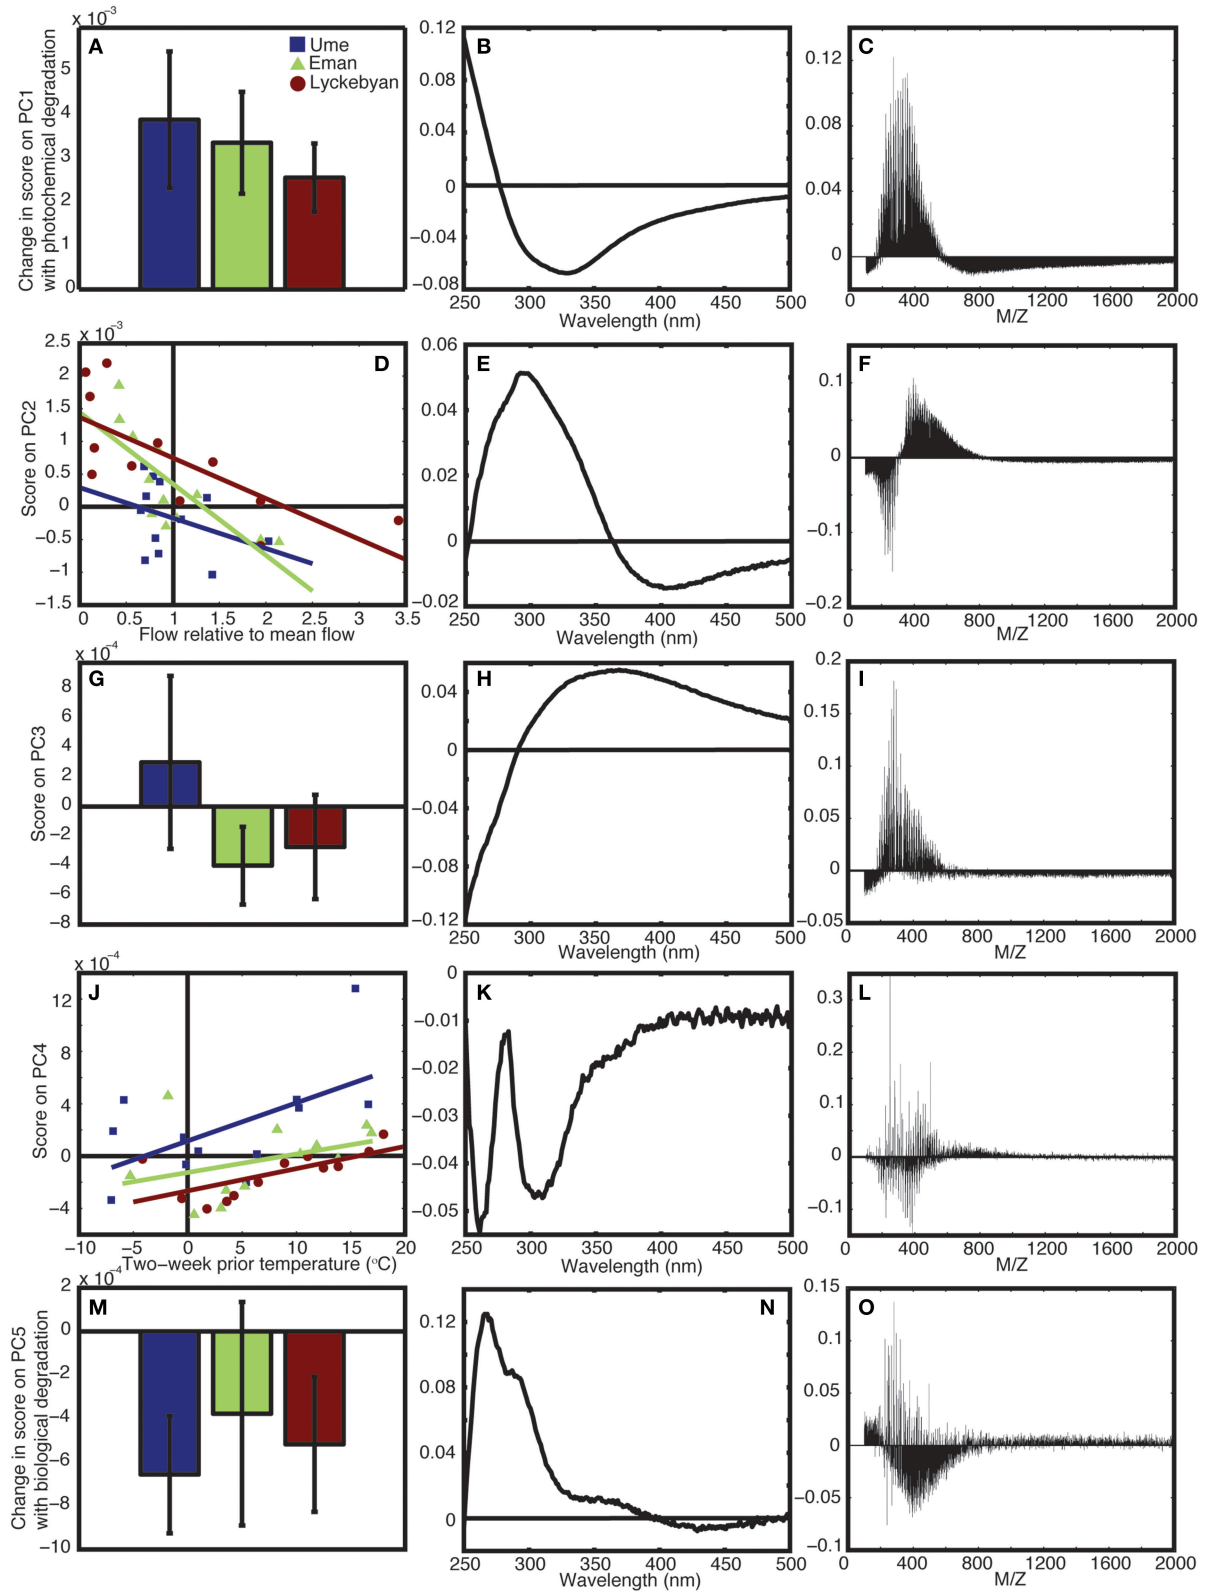 x 10⁻³
A
Ume
Eman
Lyckebyan
Change in score on PC1
with photochemical degradation
5
4
3
2
1
0
B
0.12
0.08
0.04
0
−0.04
−0.08
250 300 350 400 450 500
Wavelength (nm)
C
0.12
0.08
0.04
0
0 400 800 1200 1600 2000
M/Z
x 10⁻³
D
Score on PC2
2.5
2
1.5
1
0.5
0
−0.5
−1
−1.5
0 0.5 1 1.5 2 2.5 3 3.5
Flow relative to mean flow
E
0.06
0.04
0.02
0
−0.02
250 300 350 400 450 500
Wavelength (nm)
F
0.1
0
−0.1
−0.2
0 400 800 1200 1600 2000
M/Z
x 10⁻⁴
G
Score on PC3
8
6
4
2
0
−2
−4
−6
−8
H
0.04
0
−0.04
−0.08
−0.12
250 300 350 400 450 500
Wavelength (nm)
I
0.2
0.15
0.1
0.05
0
−0.05
0 400 800 1200 1600 2000
M/Z
x 10⁻⁴
J
Score on PC4
12
8
4
0
−4
−10 −5 0 5 10 15 20
Two−week prior temperature (°C)
K
0
−0.01
−0.02
−0.03
−0.04
−0.05
250 300 350 400 450 500
Wavelength (nm)
L
0.3
0.2
0.1
0
−0.1
0 400 800 1200 1600 2000
M/Z
x 10⁻⁴
M
Change in score on PC5
with biological degradation
2
0
−2
−4
−6
−8
−10
N
0.12
0.08
0.04
0
250 300 350 400 450 500
Wavelength (nm)
O
0.15
0.1
0.05
0
−0.05
−0.1
0 400 800 1200 1600 2000
M/Z